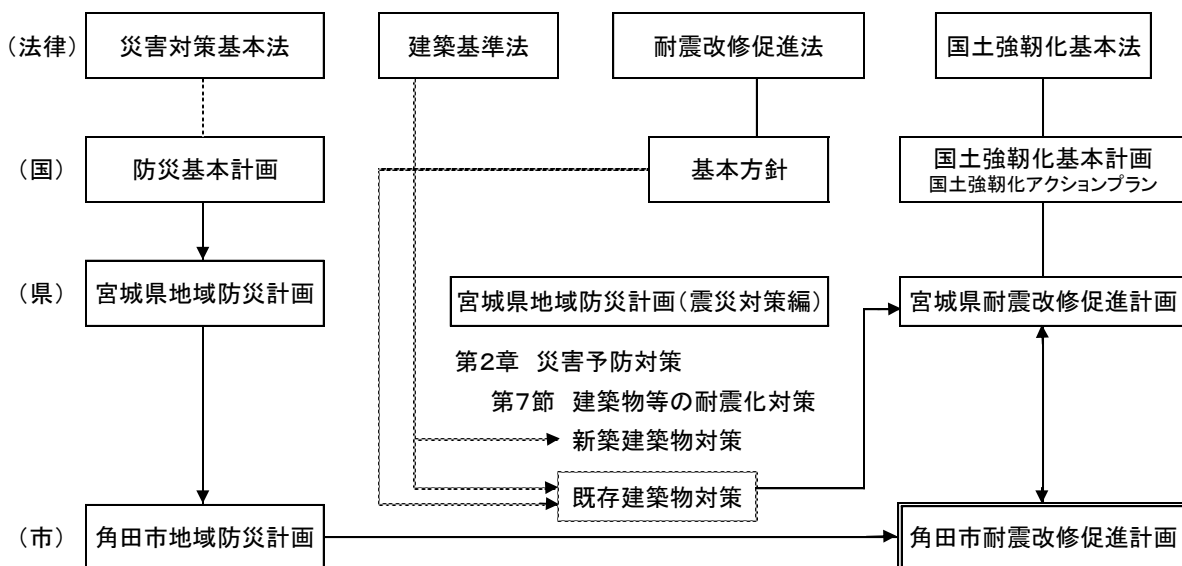 (法律) 災害対策基本法 建築基準法 耐震改修促進法 国土強靭化基本法
(国) 防災基本計画 基本方針 国土強靭化基本計画
国土強靭化アクションプラン
(県) 宮城県地域防災計画 宮城県地域防災計画(震災対策編) 宮城県耐震改修促進計画
第2章 災害予防対策
第7節 建築物等の耐震化対策
新築建築物対策
既存建築物対策
(市) 角田市地域防災計画 角田市耐震改修促進計画